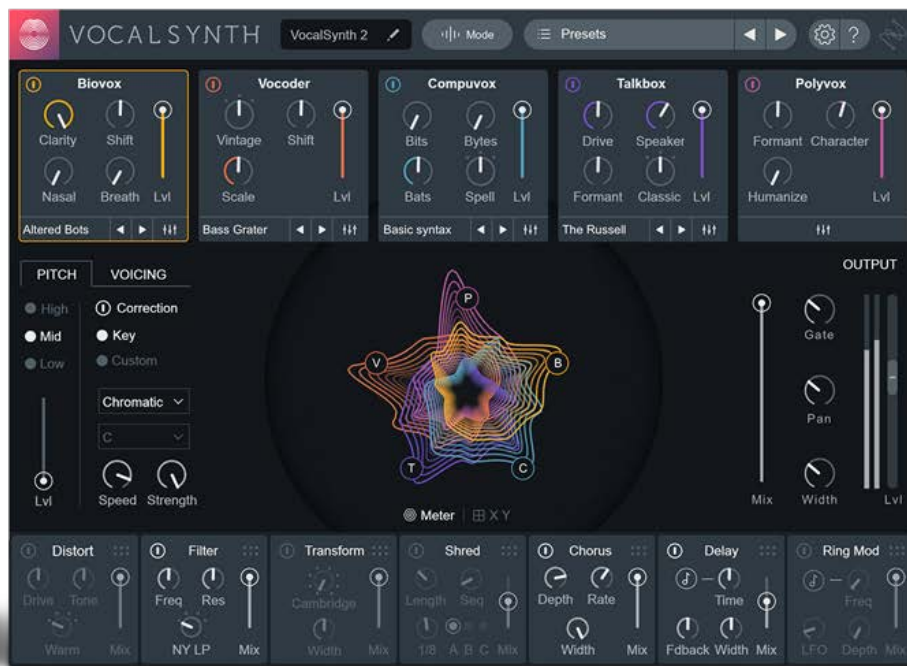 VOCALSYNTH VocalSynth 2 Mode Presets ?
Biovox Vocoder Compuvox Talkbox Polyvox
Clarity Shift Vintage Shift Bits Bytes Drive Speaker Formant Character
Nasal Breath Lvl Scale Lvl Bats Spell Lvl Formant Classic Lvl Humanize Lvl
Altered Bots Bass Grater Basic syntax The Russell
PITCH VOICING OUTPUT
High Correction
Mid Key
Low Custom
Chromatic
C
Speed Strength
Lvl
P
V B
T C
Meter X Y
Gate
Pan
Mix Width Lvl
Distort Filter Transform Shred Chorus Delay Ring Mod
Drive Tone Freq Res Cambridge Length Seq Depth Rate Time Freq
Warm Mix NY LP Mix Width Mix 1/8 A B C Mix Width Mix Fdback Width Mix LFO Depth Mix